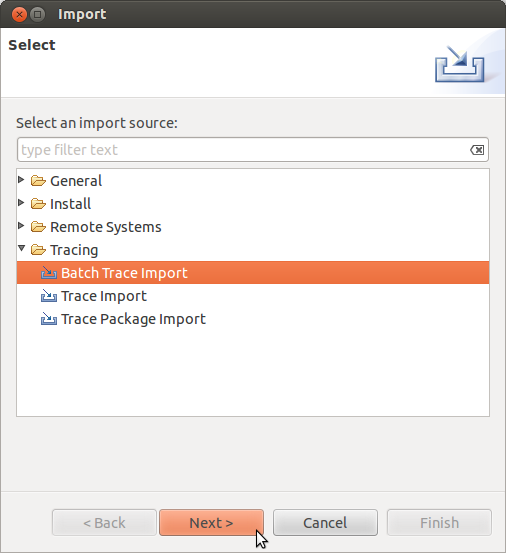 Import
Select
Select an import source:
type filter text
General
Install
Remote Systems
Tracing
Batch Trace Import
Trace Import
Trace Package Import
< Back
Next >
Cancel
Finish